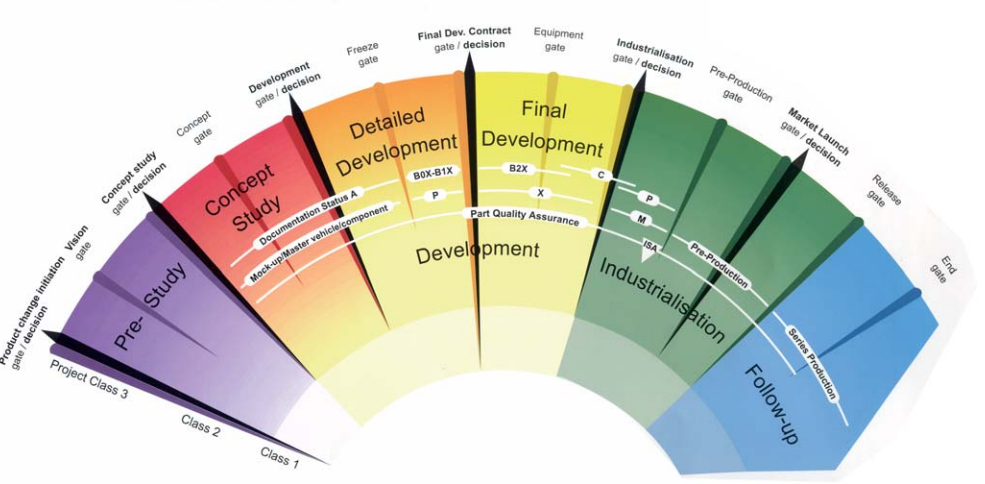 Product change initiation
gate / decision
Vision
gate
Concept study
gate / decision
Concept
gate
Development
gate / decision
Freeze
gate
Final Dev. Contract
gate / decision
Equipment
gate
Industrialisation
gate / decision
Pre-Production
gate
Market Launch
gate / decision
Release
gate
End
gate
Pre- Study
Concept
Study
Detailed
Development
Final
Development
Documentation Status A
B0X-B1X
B2X
C
P
Mock-up/Master vehicle/component
P
X
M
Pre-Production
Series Production
Part Quality Assurance
ISA
Development
Industrialisation
Follow-up
Project Class 3
Class 2
Class 1